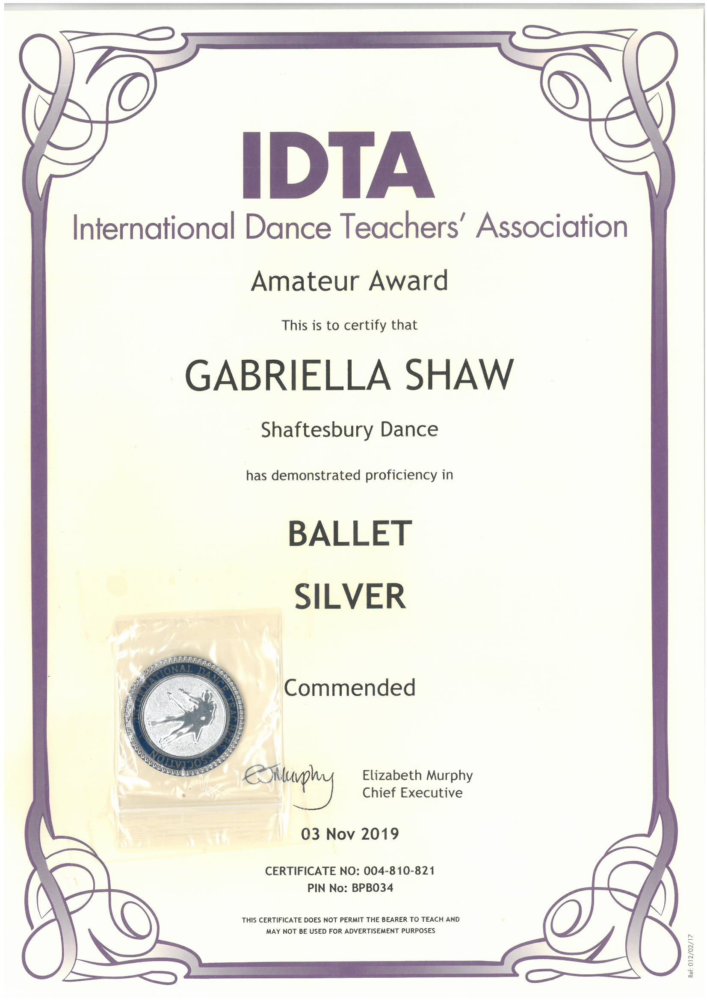 IDTA
International Dance Teachers' Association
Amateur Award
This is to certify that
GABRIELLA SHAW
Shaftesbury Dance
has demonstrated proficiency in
BALLET
SILVER
Commended
INTERNATIONAL DANCE TEACHERS ASSOCIATION
EJMurphy
Elizabeth Murphy
Chief Executive
03 Nov 2019
CERTIFICATE NO: 004-810-821
PIN No: BPB034
THIS CERTIFICATE DOES NOT PERMIT THE BEARER TO TEACH AND
MAY NOT BE USED FOR ADVERTISEMENT PURPOSES
Ref: 012/02/17